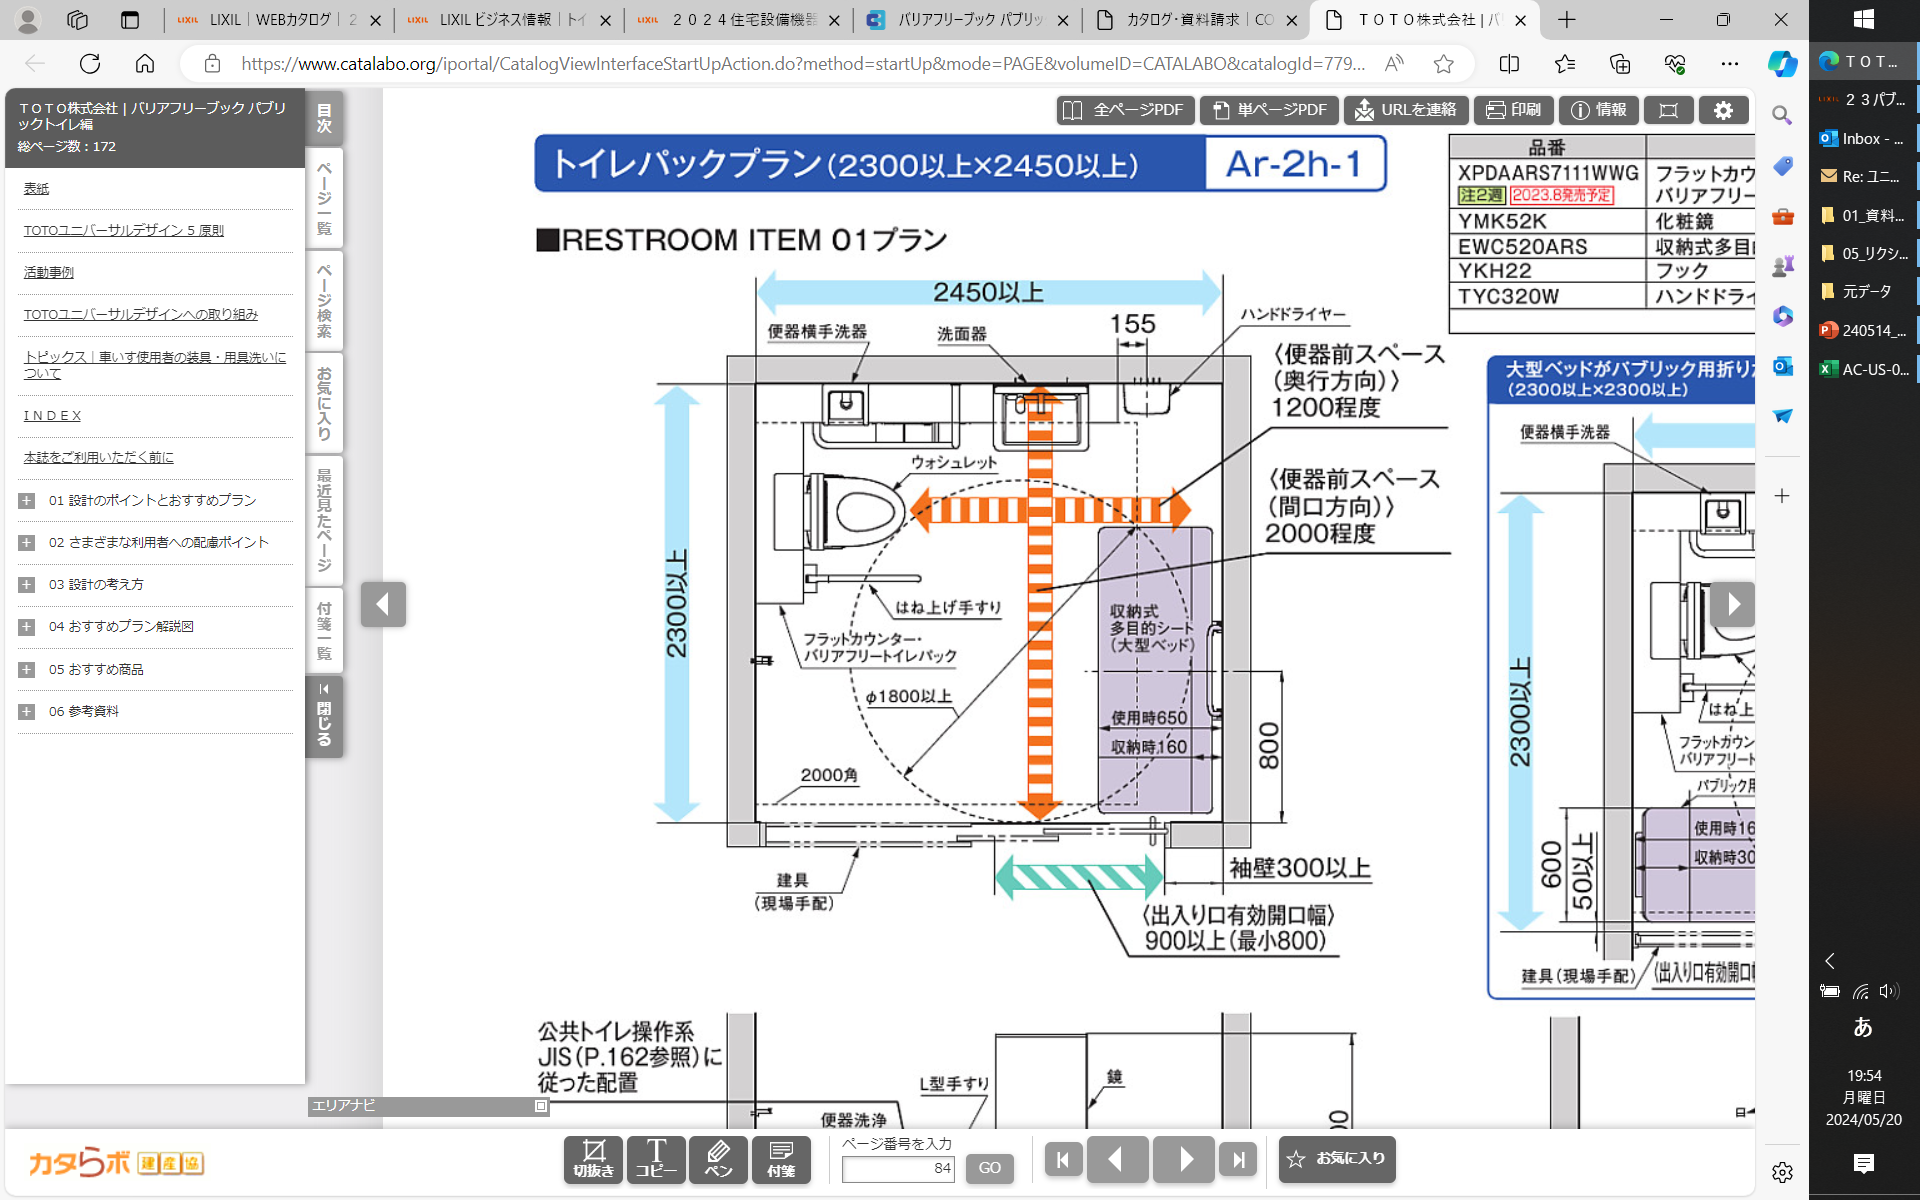 LIXIL | WEBカタログ | 2
LIXIL ビジネス情報 | トイ
2024住宅設備機器
バリアフリーブック パブリッ
カタログ・資料請求 | CO
TOTO株式会社 | バ
https://www.catalabo.org/iportal/CatalogViewInterfaceStartUpAction.do?method=startUp&mode=PAGE&volumeID=CATALABO&catalogId=779...
TOTO株式会社 | バリアフリーブック パブリ
ックトイレ編
総ページ数：172
表紙
TOTOユニバーサルデザイン 5 原則
活動事例
TOTOユニバーサルデザインへの取り組み
トピックス｜車いす使用者の装具・用具洗いに
ついて
INDEX
本誌をご利用いただく前に
01 設計のポイントとおすすめプラン
02 さまざまな利用者への配慮ポイント
03 設計の考え方
04 おすすめプラン解説図
05 おすすめ商品
06 参考資料
目次
ページ一覧
ページ検索
お気に入り
最近見たページ
付箋一覧
閉じる
全ページPDF
単ページPDF
URLを連絡
印刷
情報
トイレパックプラン（2300以上×2450以上）
Ar-2h-1
■RESTROOM ITEM 01プラン
2450以上
便器横手洗器
洗面器
155
ハンドドライヤー
〈便器前スペース
（奥行方向）〉
1200程度
〈便器前スペース
（間口方向）〉
2000程度
ウォシュレット
2300以上
はね上げ手すり
フラットカウンター・
バリアフリートイレパック
収納式
多目的シート
（大型ベッド）
φ1800以上
使用時650
収納時160
800
2000角
建具
（現場手配）
袖壁300以上
〈出入り口有効開口幅〉
900以上（最小800）
公共トイレ操作系
JIS（P.162参照）に
従った配置
L型手すり
鏡
便器洗浄
品番
XPDAARS7111WWG
フラットカウ
注2週
2023.8発売予定
バリアフリー
YMK52K
化粧鏡
EWC520ARS
収納式多目
YKH22
フック
TYC320W
ハンドドライ
大型ベッドがパブリック用折り
（2300以上×2300以上）
便器横手洗器
2300以上
はね上
フラットカウン
バリアフリート
パブリック用
使用時16
収納時30
600
50以上
建具（現場手配）
〈出入り口有効開口幅
エリアナビ
カタらボ 建産協
切抜き
コピー
ペン
付箋
ページ番号を入力
84
GO
お気に入り
TOT...
23パブ...
Inbox - ...
Re: ユニ...
01_資料...
05_リクシ...
元データ
240514_...
AC-US-0...
あ
19:54
月曜日
2024/05/20